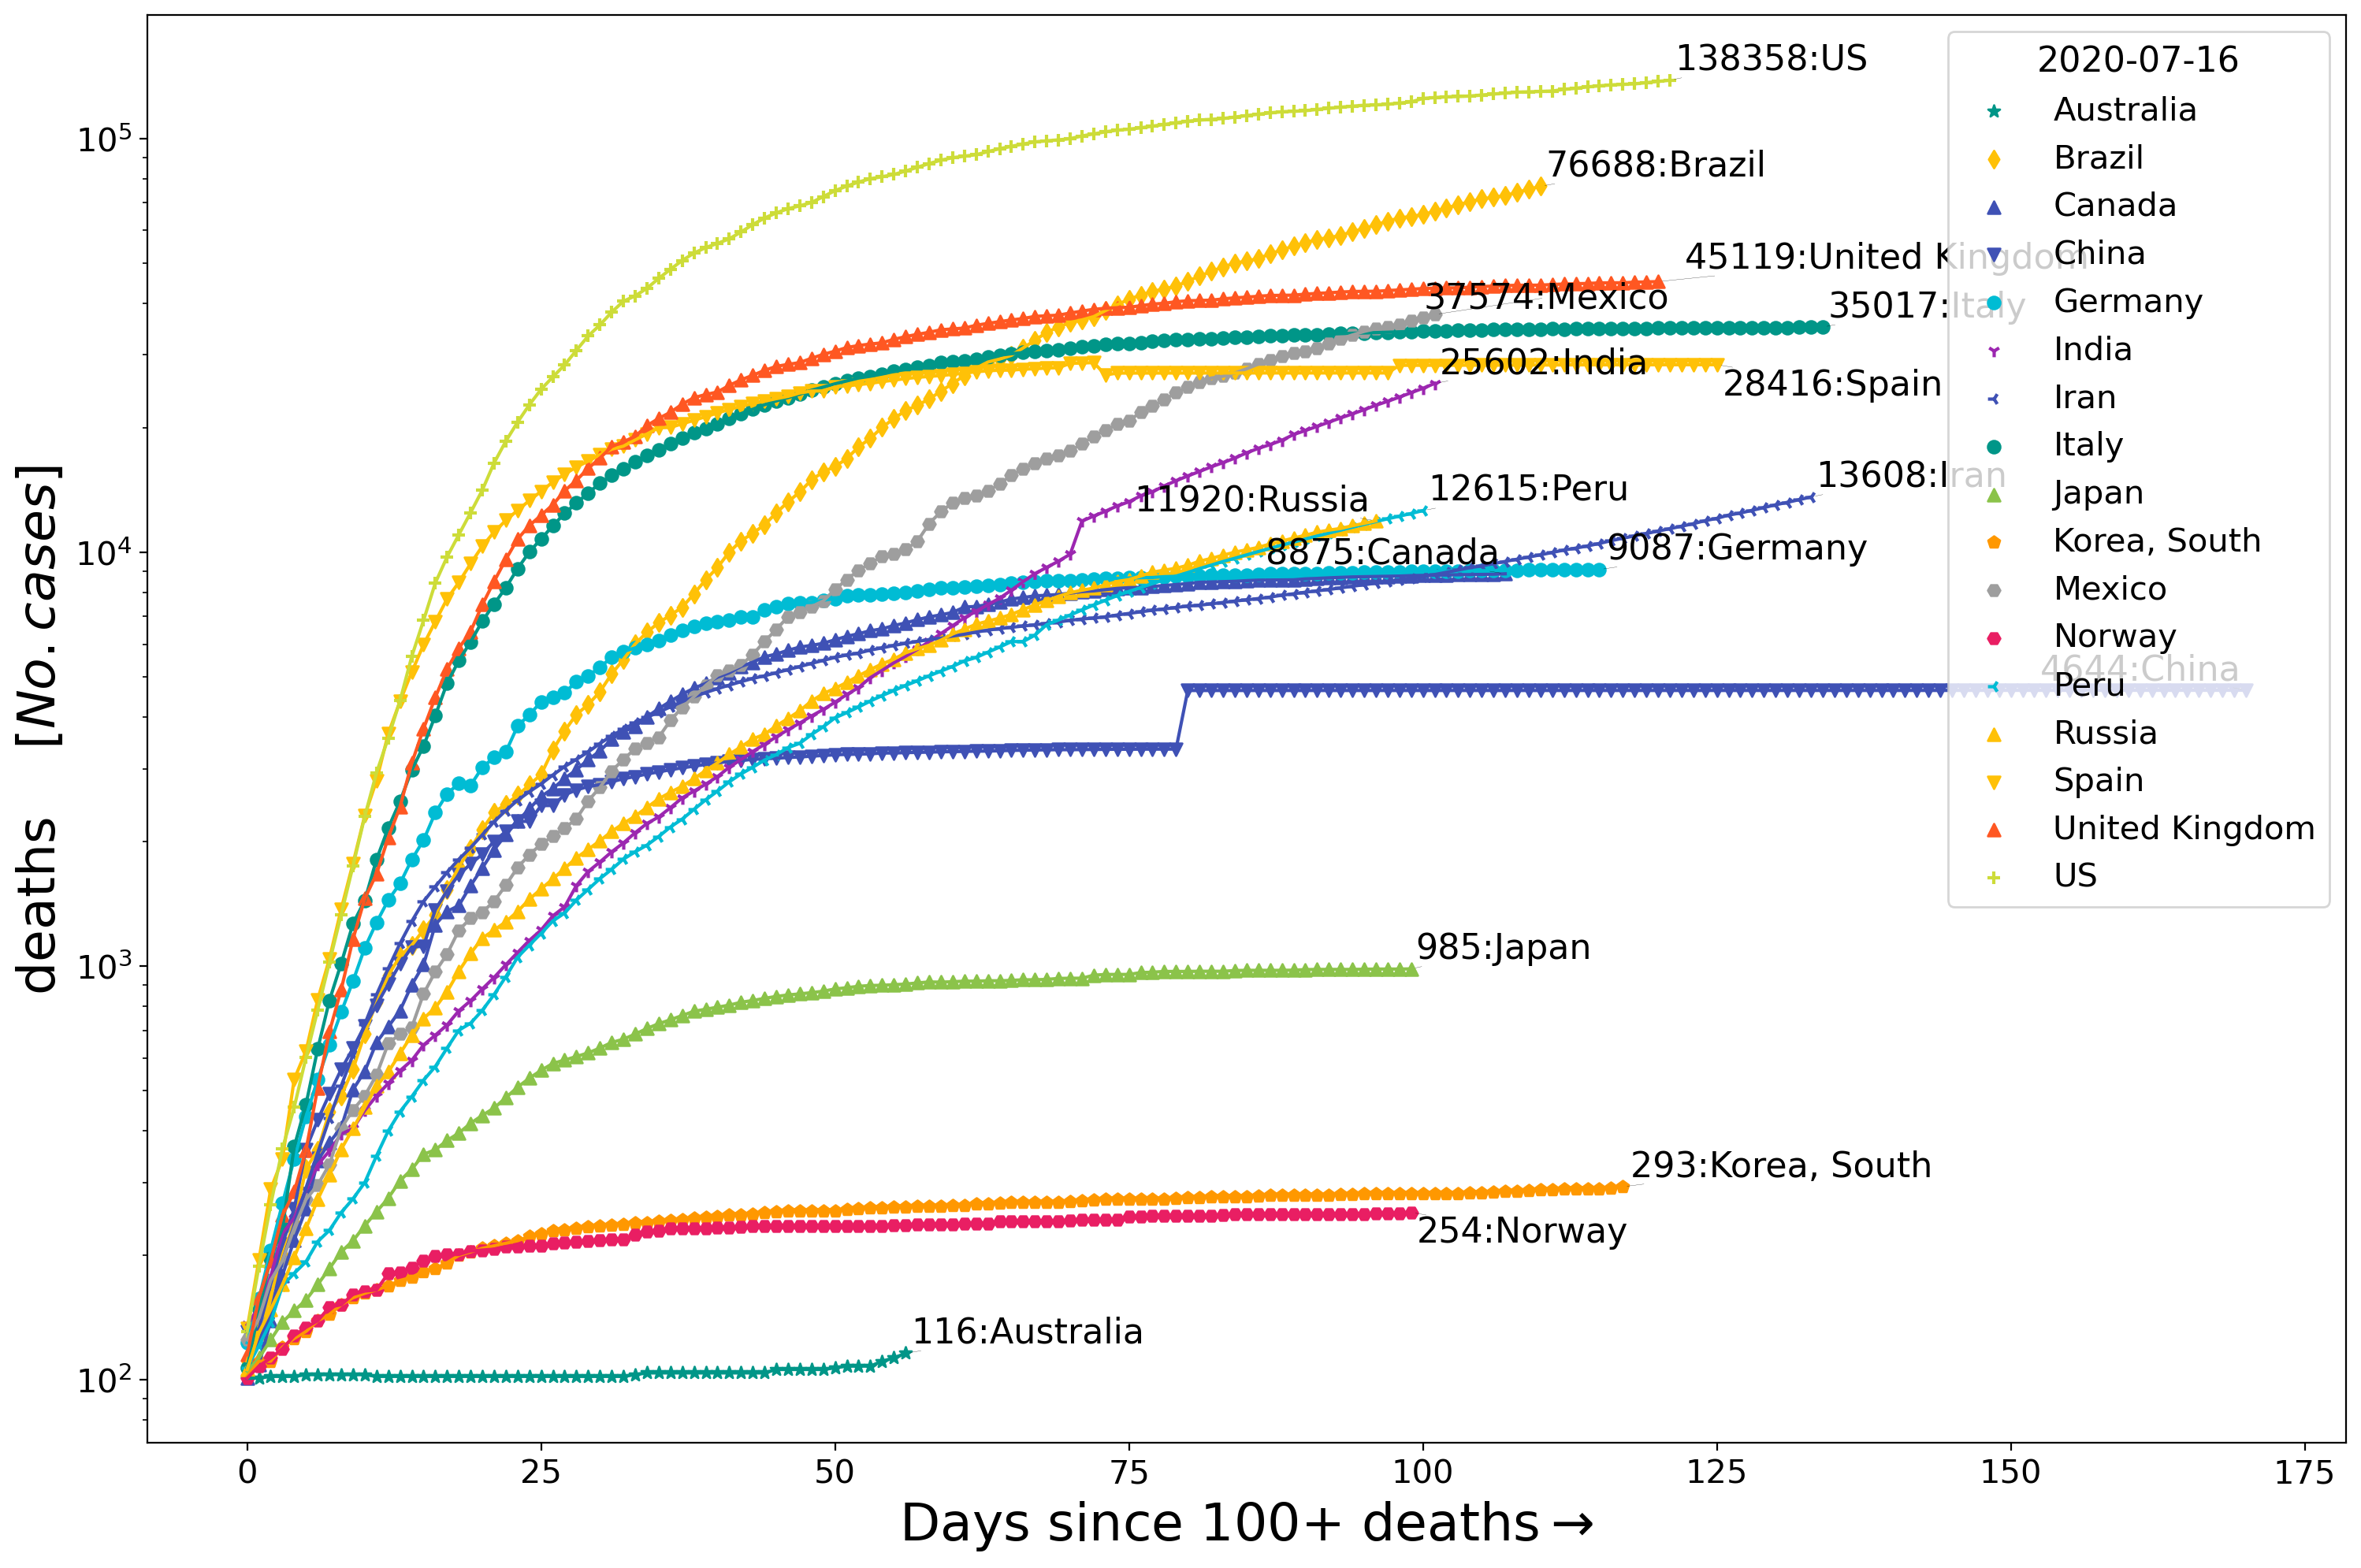 138358:US
76688:Brazil
45119:United Kingdom
37574:Mexico
35017:Italy
25602:India
28416:Spain
13608:Iran
12615:Peru
11920:Russia
9087:Germany
8875:Canada
4644:China
985:Japan
293:Korea, South
254:Norway
116:Australia
2020-07-16
Australia
Brazil
Canada
China
Germany
India
Iran
Italy
Japan
Korea, South
Mexico
Norway
Peru
Russia
Spain
United Kingdom
US
deaths [No.cases]
10^5
10^4
10^3
10^2
0 25 50 75 100 125 150 175
Days since 100+ deaths→